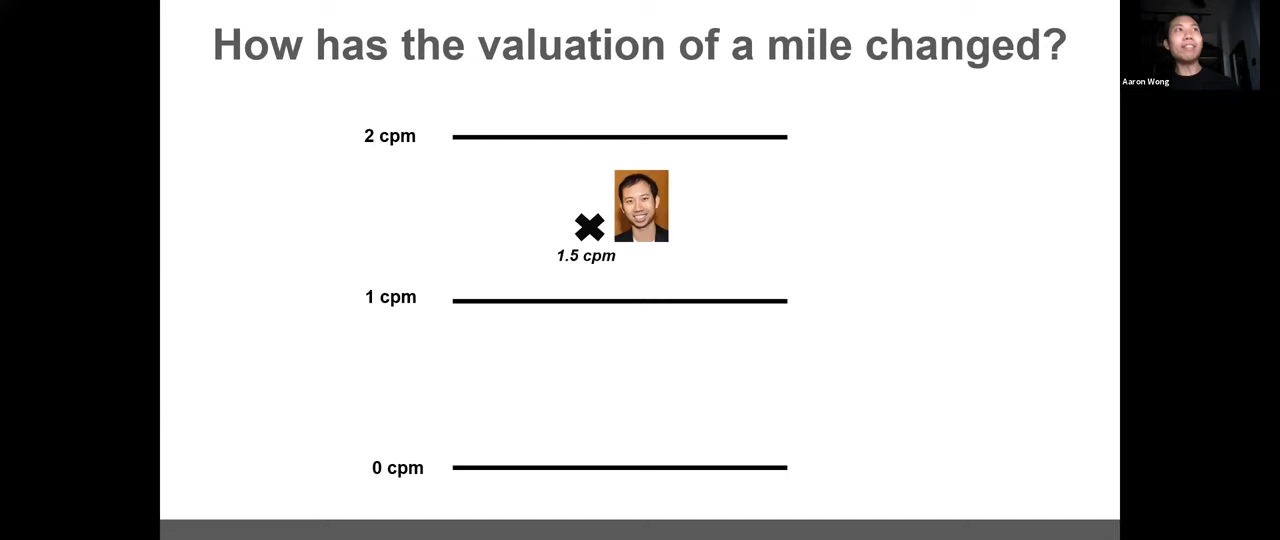 How has the valuation of a mile changed?
Aaron Wong
2 cpm
1.5 cpm
1 cpm
0 cpm